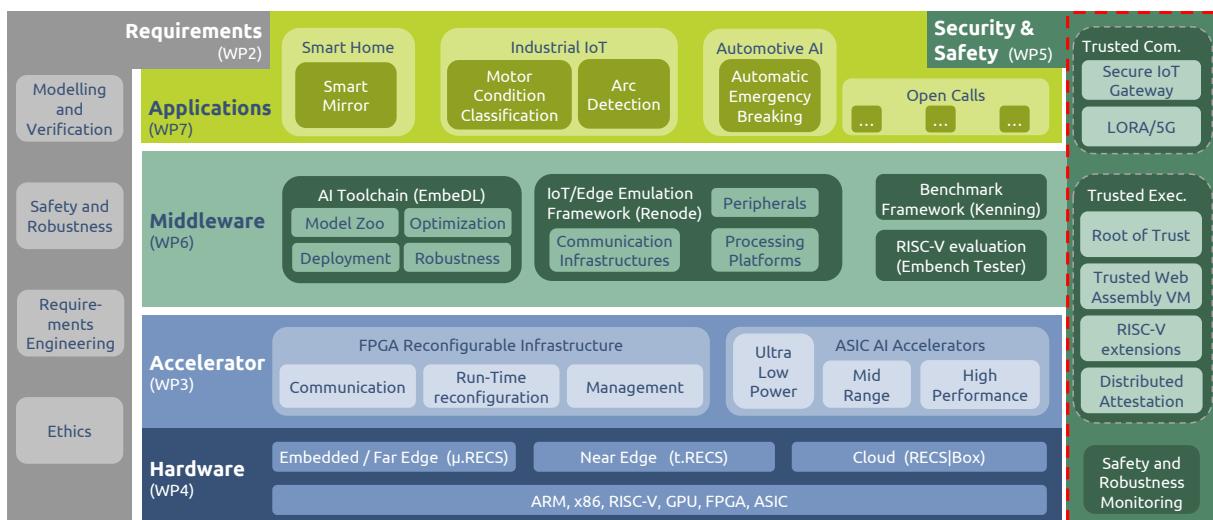 Requirements
(WP2)
Modelling
and
Verification
Safety and
Robustness
Require-
ments
Engineering
Ethics
Applications
(WP7)
Smart Home
Smart
Mirror
Industrial IoT
Motor
Condition
Classification
Arc
Detection
Automotive AI
Automatic
Emergency
Breaking
Open Calls
...
...
...
Middleware
(WP6)
AI Toolchain (EmbeDL)
Model Zoo
Optimization
Deployment
Robustness
IoT/Edge Emulation
Framework (Renode)
Peripherals
Communication
Infrastructures
Processing
Platforms
Benchmark
Framework (Kenning)
RISC-V evaluation
(Embench Tester)
Accelerator
(WP3)
FPGA Reconfigurable Infrastructure
Communication
Run-Time
reconfiguration
Management
ASIC AI Accelerators
Ultra
Low
Power
Mid
Range
High
Performance
Hardware
(WP4)
Embedded / Far Edge (µ.RECS)
Near Edge (t.RECS)
Cloud (RECS|Box)
ARM, x86, RISC-V, GPU, FPGA, ASIC
Security &
Safety (WP5)
Trusted Com.
Secure IoT
Gateway
LORA/5G
Trusted Exec.
Root of Trust
Trusted Web
Assembly VM
RISC-V
extensions
Distributed
Attestation
Safety and
Robustness
Monitoring